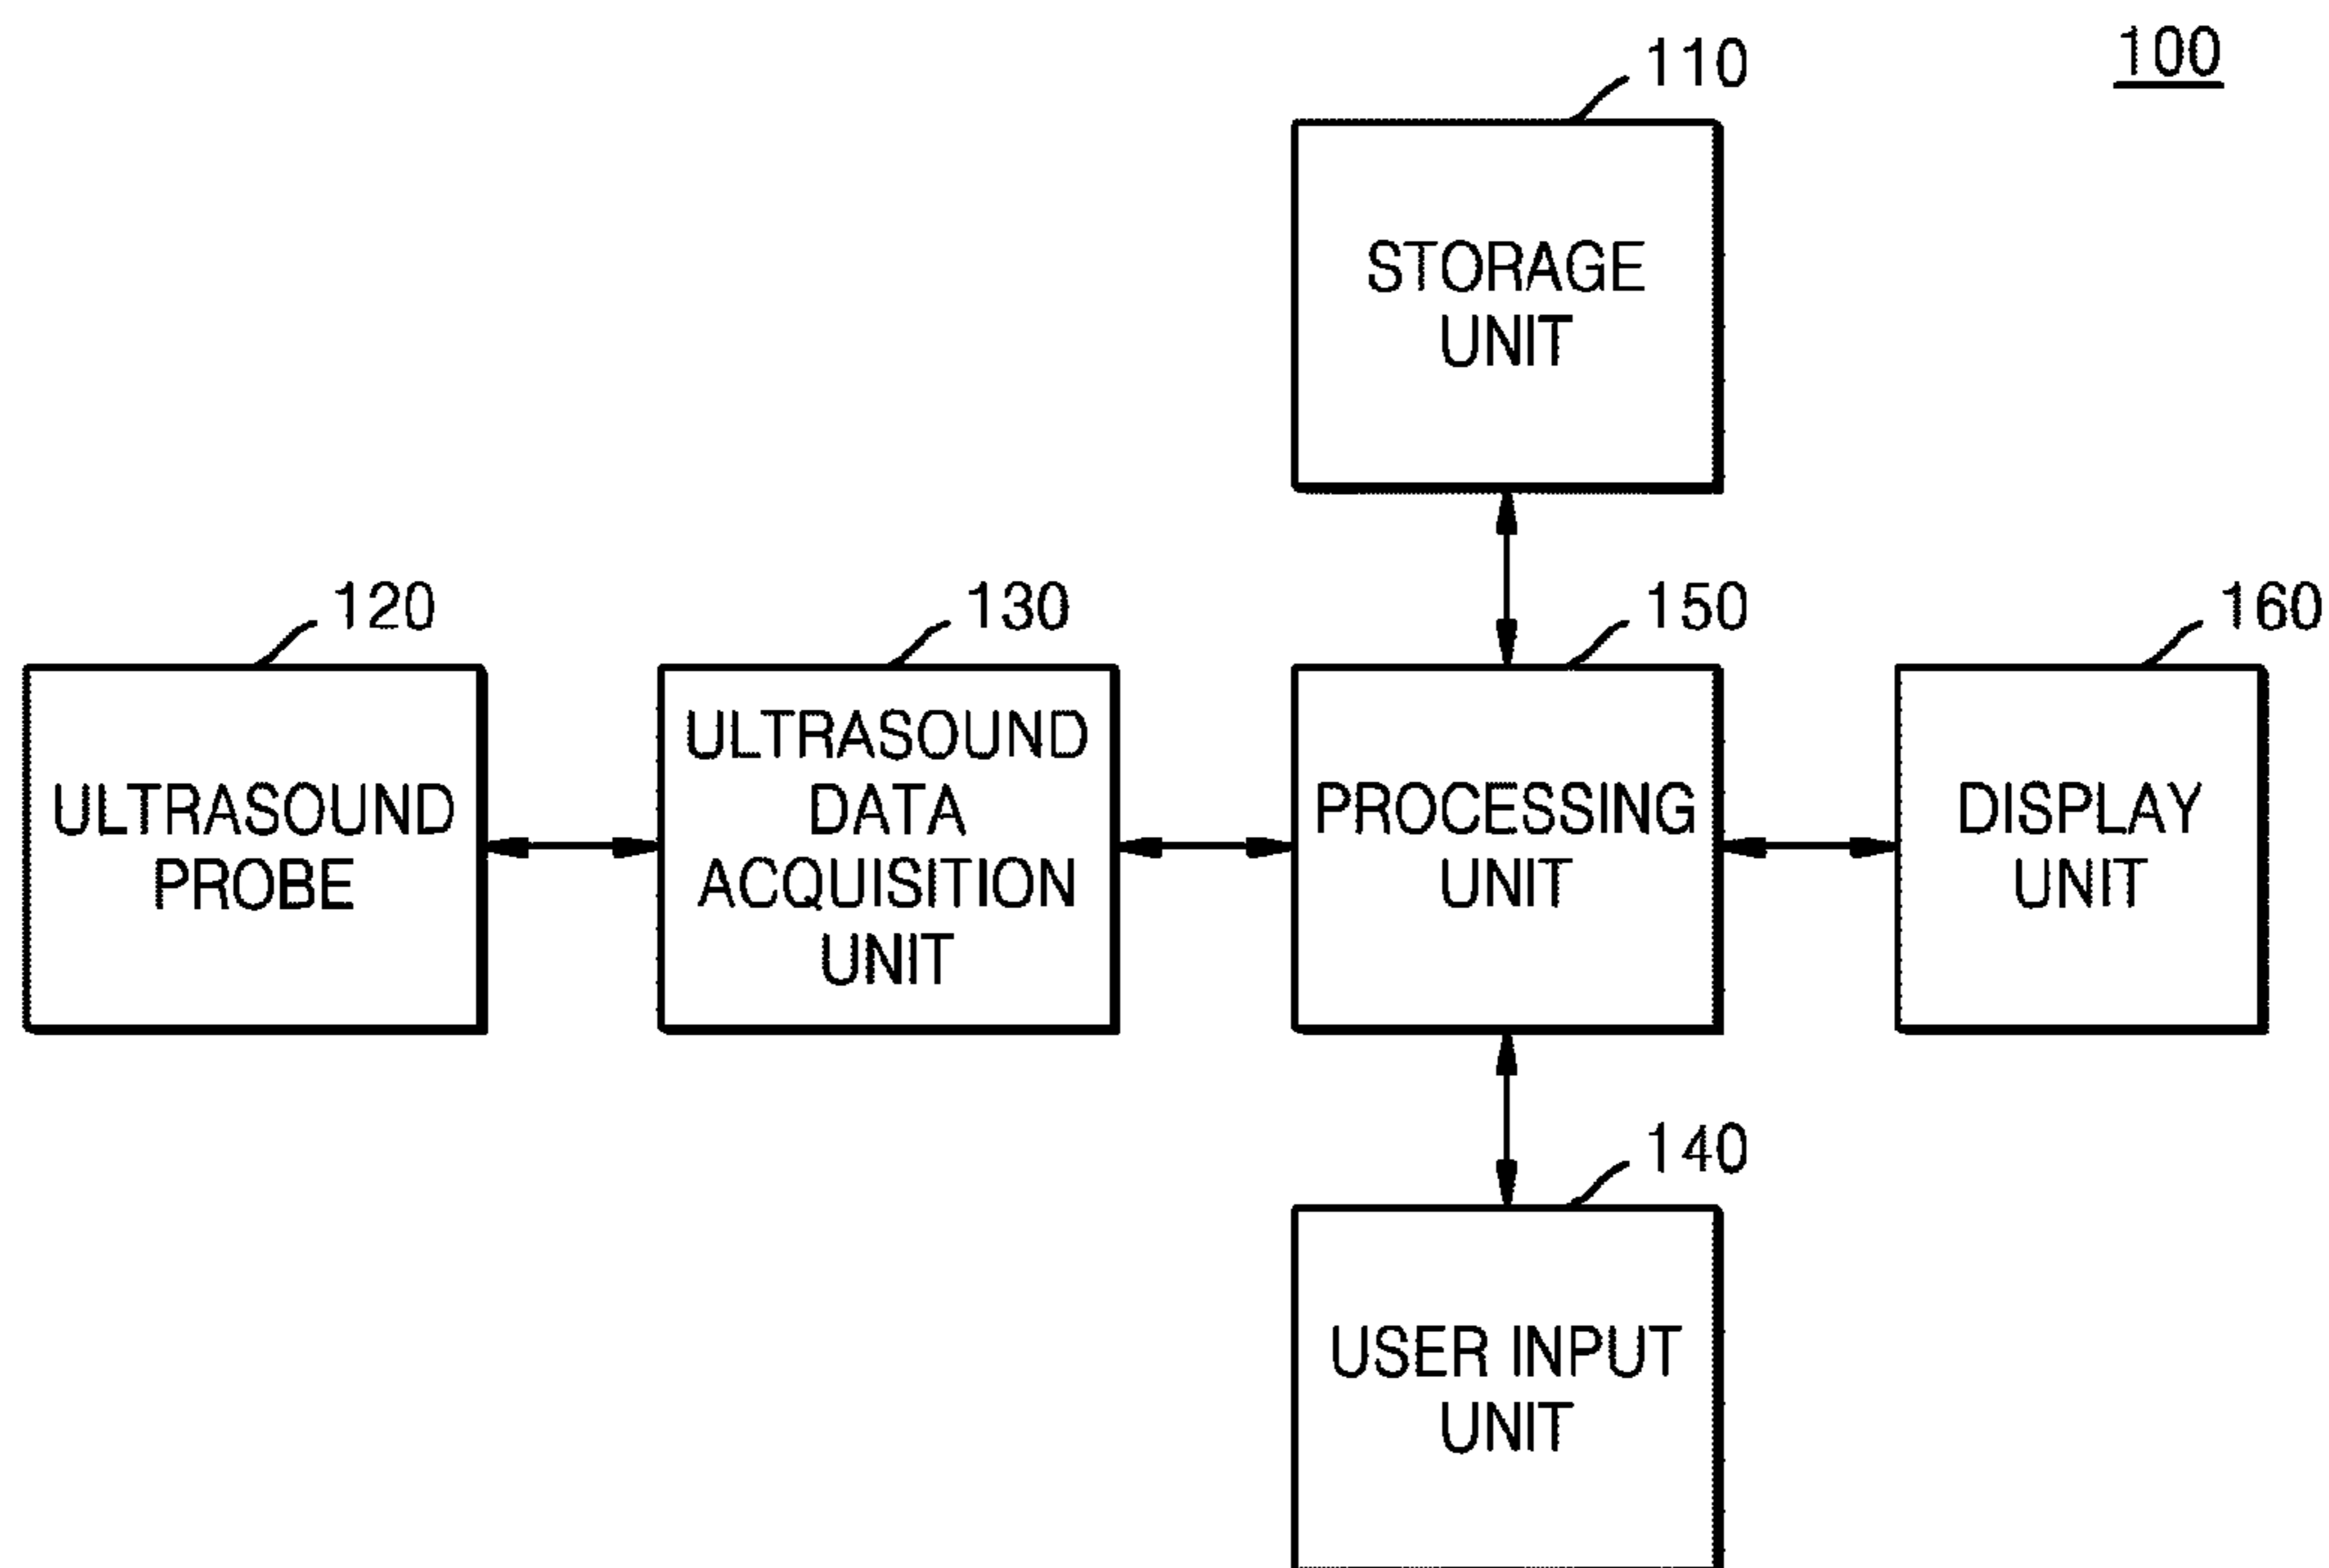 100
110
STORAGE
UNIT
120
130
150
160
ULTRASOUND
PROBE
ULTRASOUND
DATA
ACQUISITION
UNIT
PROCESSING
UNIT
DISPLAY
UNIT
140
USER INPUT
UNIT